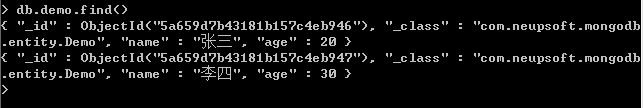 > db.demo.find()
{ "_id" : ObjectId("5a659d7b43181b157c4eb946"), "_class" : "com.neupsoft.mongodb
.entity.Demo", "name" : "张三", "age" : 20 }
{ "_id" : ObjectId("5a659d7b43181b157c4eb947"), "_class" : "com.neupsoft.mongodb
.entity.Demo", "name" : "李四", "age" : 30 }
>